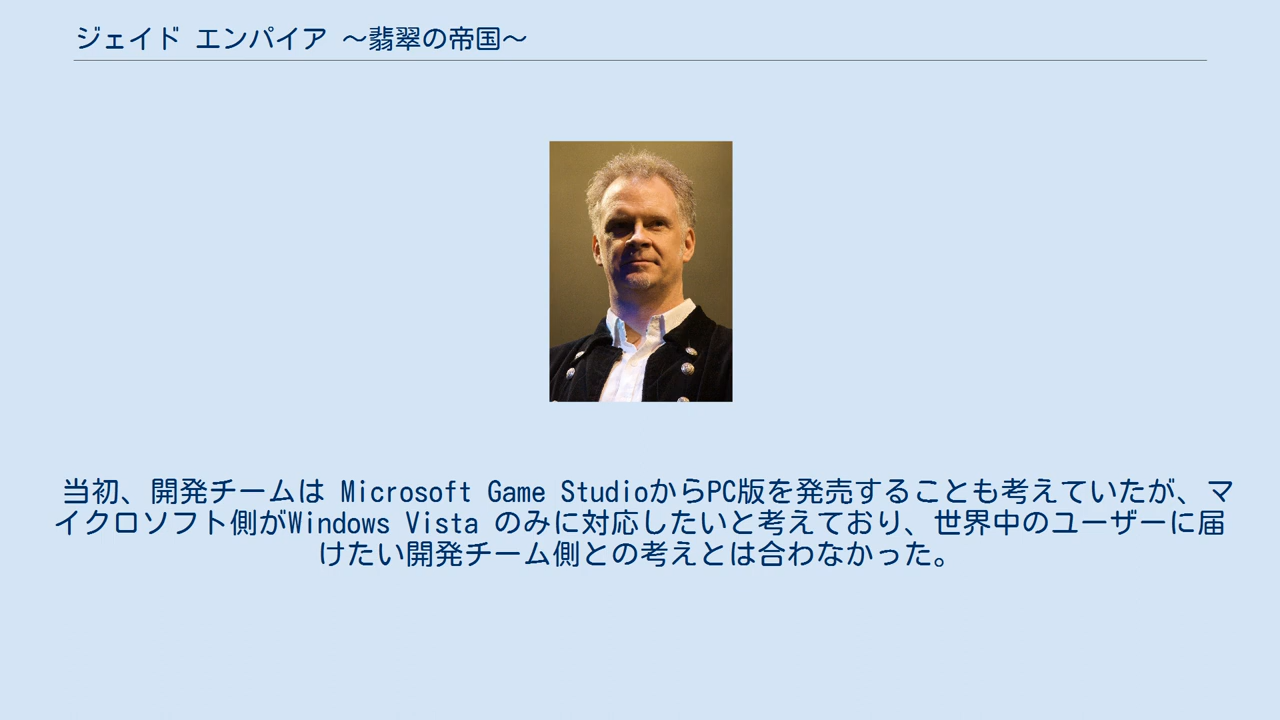 ジェイド エンパイア 〜翡翠の帝国〜
当初、開発チームは Microsoft Game StudioからPC版を発売することも考えていたが、マ
イクロソフト側がWindows Vista のみに対応したいと考えており、世界中のユーザーに届
けたい開発チーム側との考えとは合わなかった。